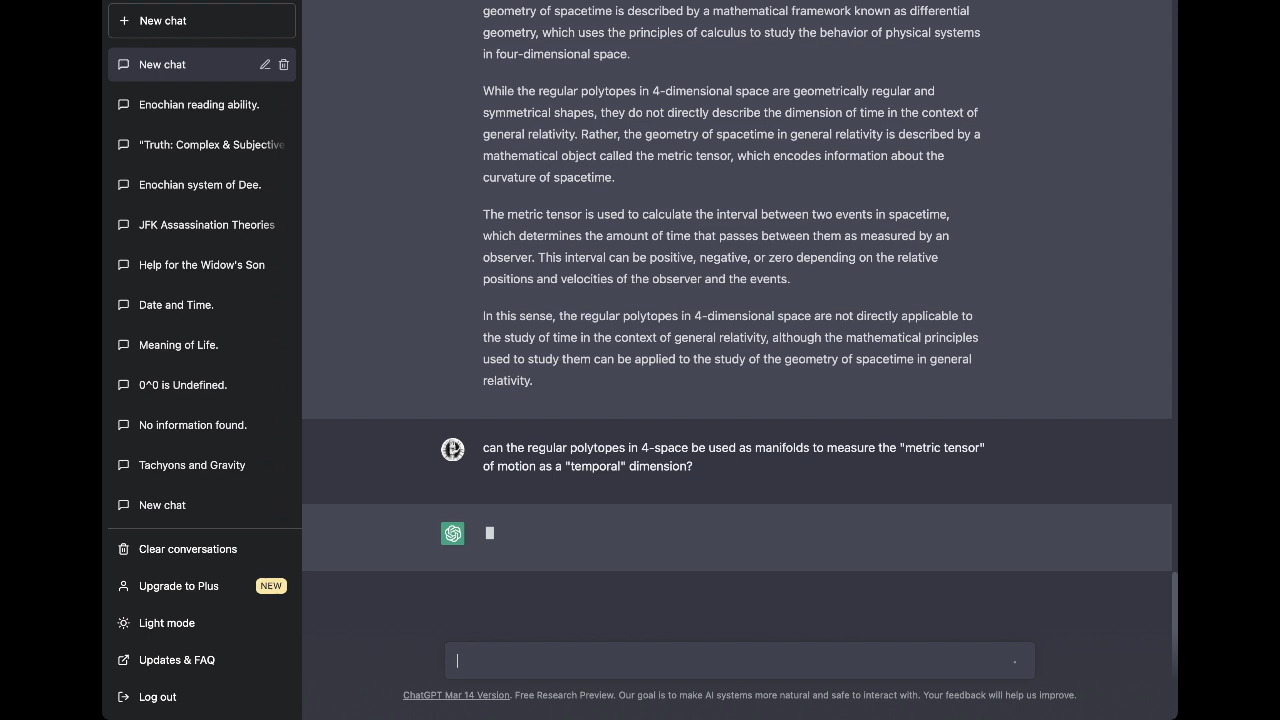 New chat
New chat
Enochian reading ability.
"Truth: Complex & Subjective
Enochian system of Dee.
JFK Assassination Theories
Help for the Widow's Son
Date and Time.
Meaning of Life.
0^0 is Undefined.
No information found.
Tachyons and Gravity
New chat
Clear conversations
Upgrade to Plus NEW
Light mode
Updates & FAQ
Log out
geometry of spacetime is described by a mathematical framework known as differential
geometry, which uses the principles of calculus to study the behavior of physical systems
in four-dimensional space.
While the regular polytopes in 4-dimensional space are geometrically regular and
symmetrical shapes, they do not directly describe the dimension of time in the context of
general relativity. Rather, the geometry of spacetime in general relativity is described by a
mathematical object called the metric tensor, which encodes information about the
curvature of spacetime.
The metric tensor is used to calculate the interval between two events in spacetime,
which determines the amount of time that passes between them as measured by an
observer. This interval can be positive, negative, or zero depending on the relative
positions and velocities of the observer and the events.
In this sense, the regular polytopes in 4-dimensional space are not directly applicable to
the study of time in the context of general relativity, although the mathematical principles
used to study them can be applied to the study of the geometry of spacetime in general
relativity.
can the regular polytopes in 4-space be used as manifolds to measure the "metric tensor"
of motion as a "temporal" dimension?
ChatGPT Mar 14 Version. Free Research Preview. Our goal is to make AI systems more natural and safe to interact with. Your feedback will help us improve.